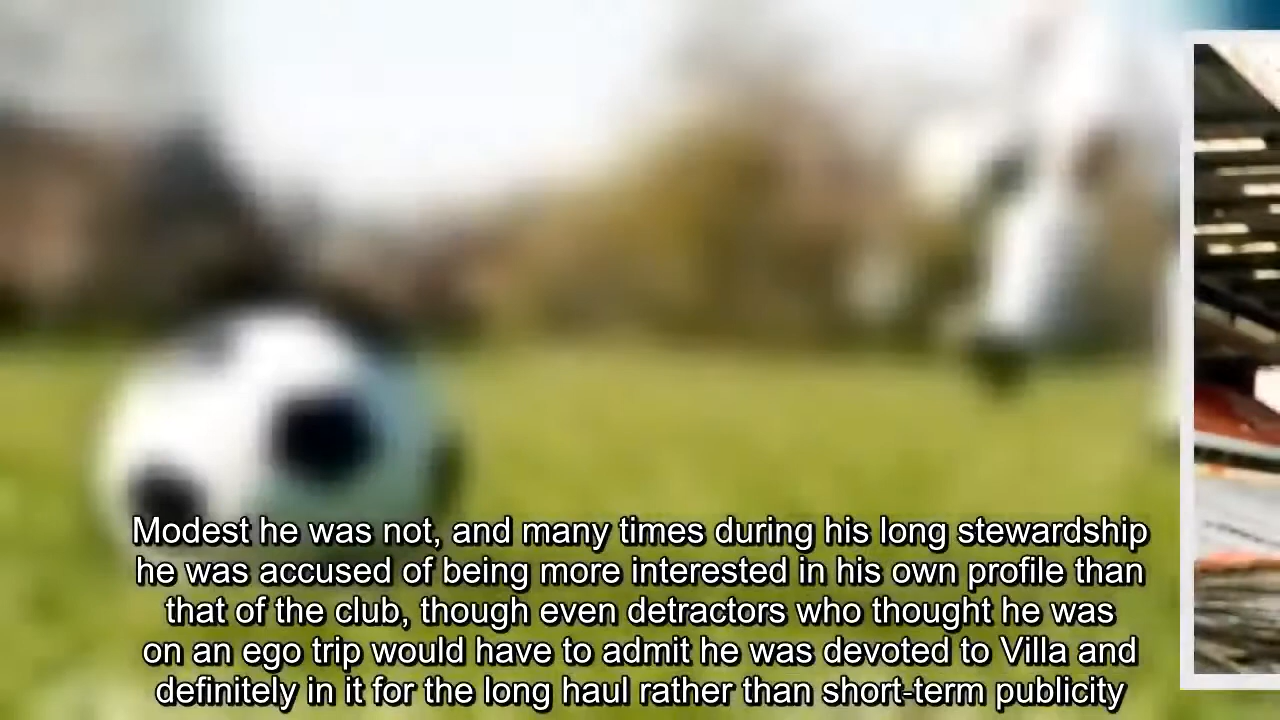 Modest he was not, and many times during his long stewardship
he was accused of being more interested in his own profile than
that of the club, though even detractors who thought he was
on an ego trip would have to admit he was devoted to Villa and
definitely in it for the long haul rather than short-term publicity